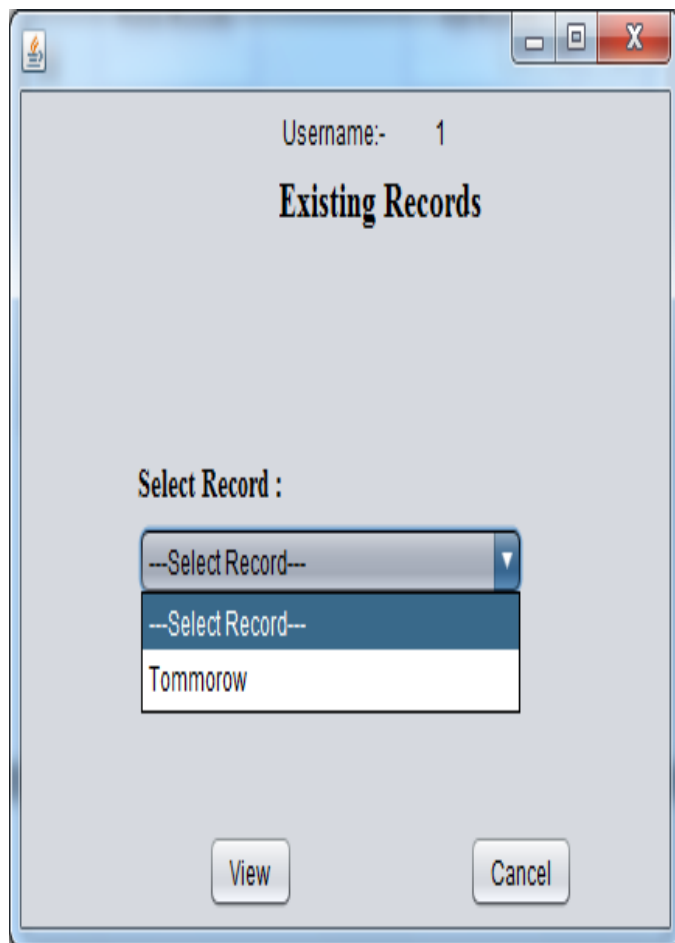 Username:- 1
Existing Records
Select Record :
---Select Record---
---Select Record---
Tommorow
View Cancel